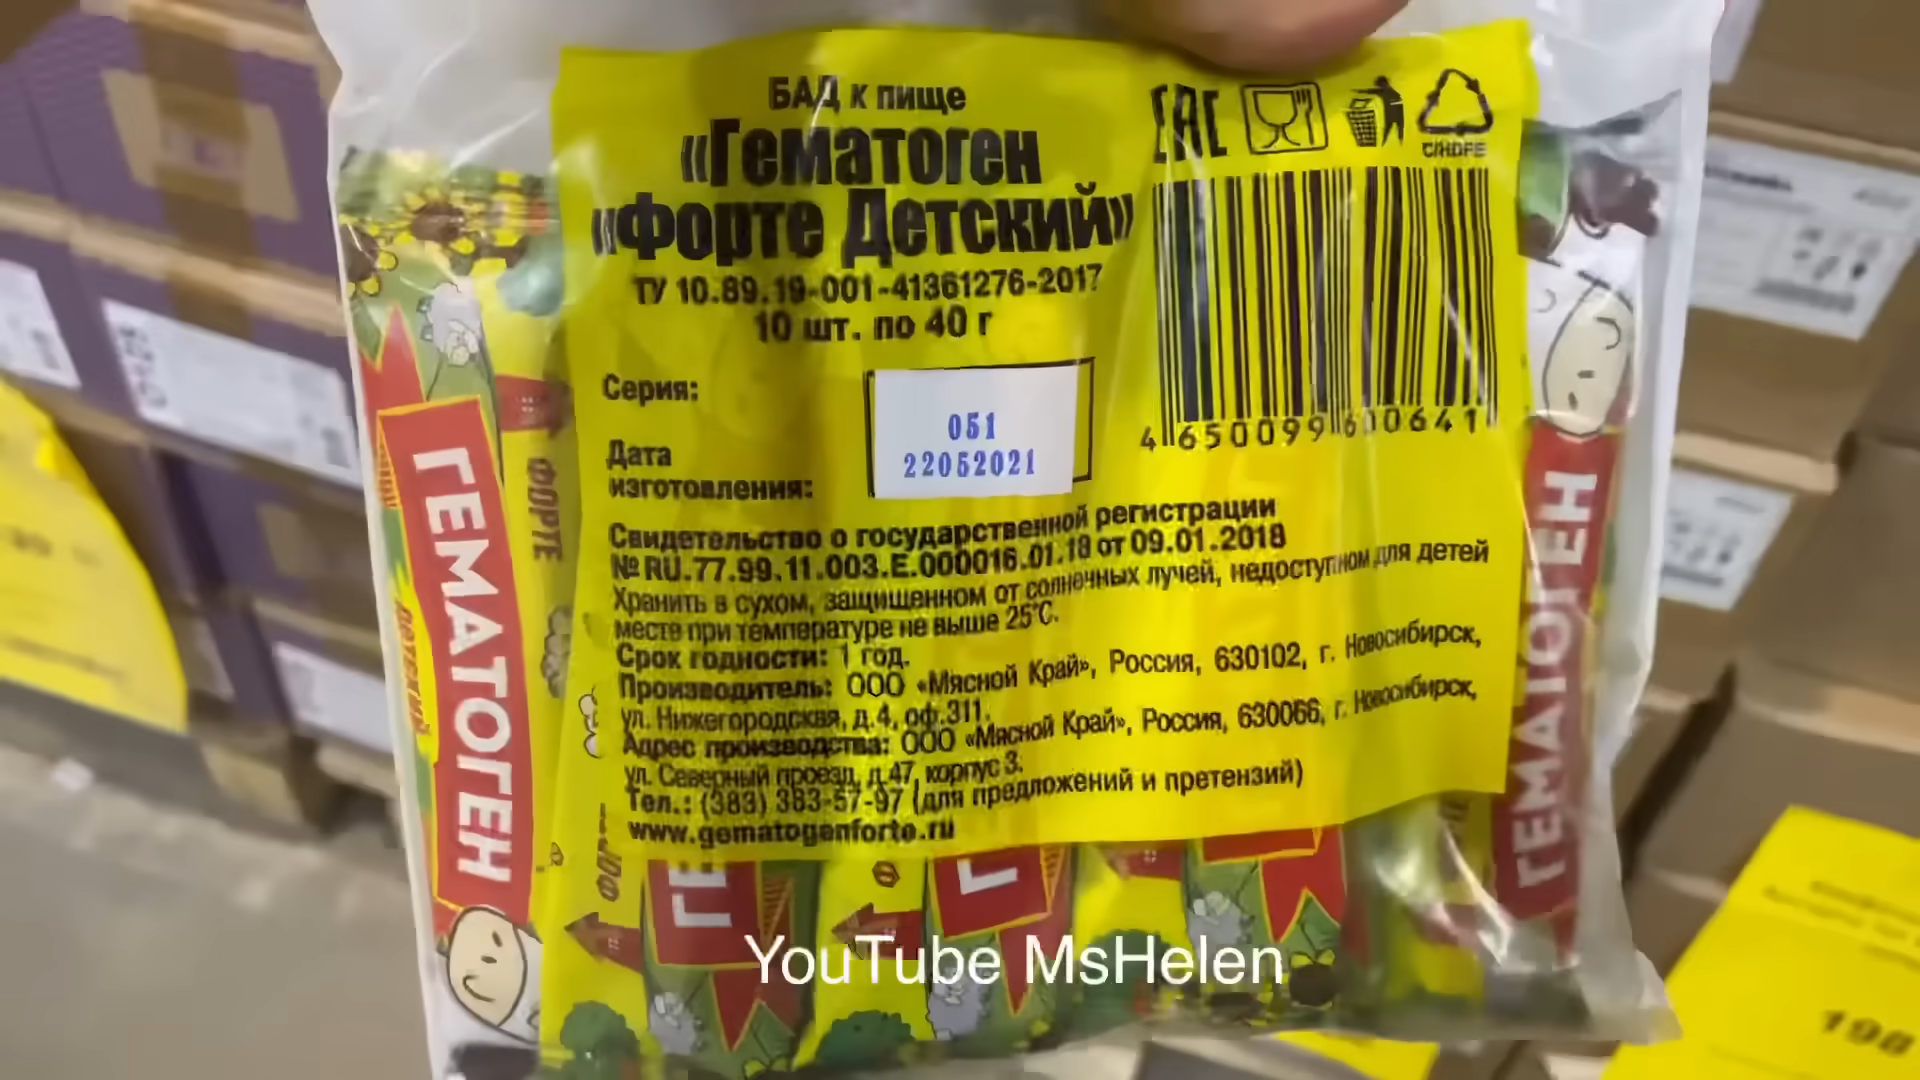 БАД к пище
«Гематоген
«Форте Детский»
ТУ 10.89.19-001-41361276-2017
10 шт. по 40 г
Серия:
051
Дата
22052021
изготовления:
EAC
C/HDPE
4 650099 600641
Свидетельство о государственной регистрации
№RU.77.99.11.003.E.000016.01.18 от 09.01.2018
Хранить в сухом, защищенном от солнечных лучей, недоступном для детей
месте при температуре не выше 25°С.
Срок годности: 1 год.
Производитель: ООО «Мясной Край», Россия, 630102, г. Новосибирск,
ул. Нижегородская, д.4, оф.311.
Адрес производства: ООО «Мясной Край», Россия, 630066, г. Новосибирск,
ул. Северный проезд, д.47, корпус 3.
Тел.: (383) 383-57-97 (для предложений и претензий)
www.gematogenforte.ru
ГЕМАТОГЕН
ФОРТЕ
ДЕТСКИЙ
ГЕМАТОГЕН
YouTube MsHelen
198